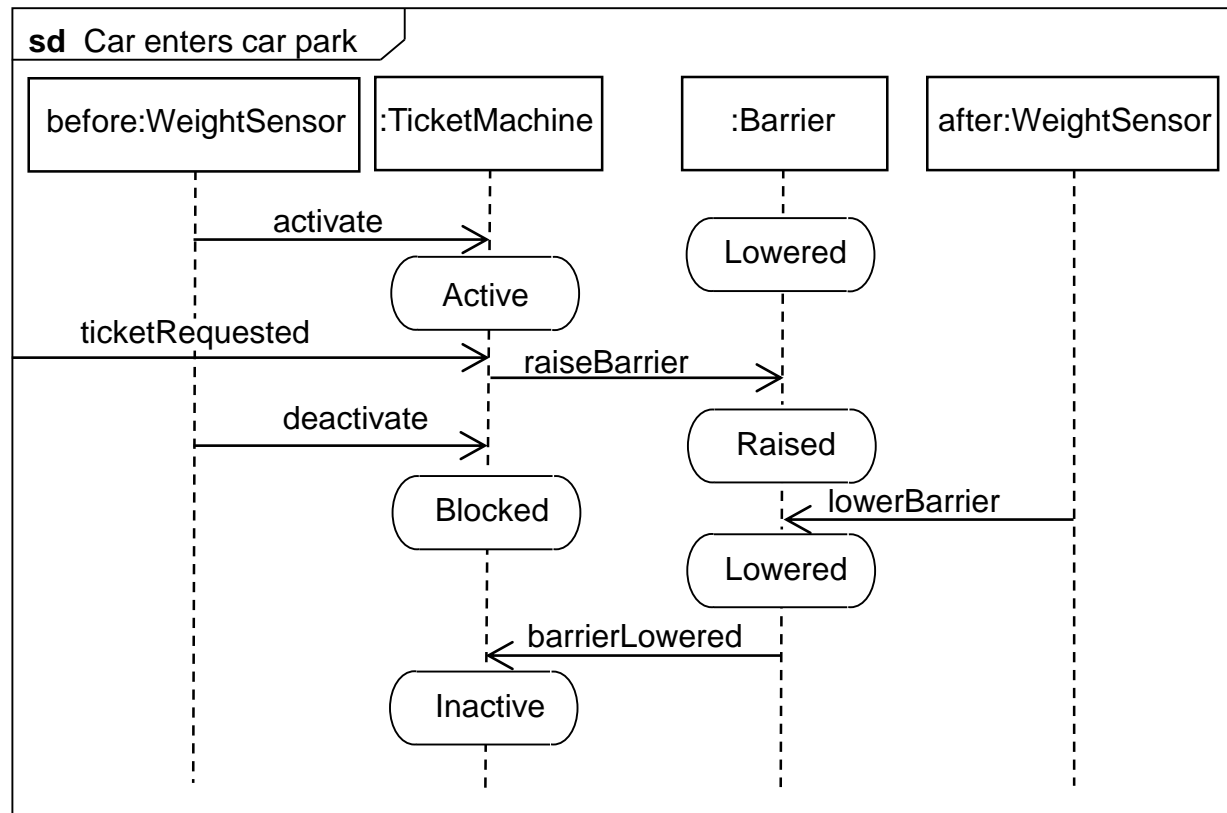 sd Car enters car park
before:WeightSensor :TicketMachine :Barrier after:WeightSensor
activate
Lowered
Active
ticketRequested
raiseBarrier
deactivate
Raised
Blocked
lowerBarrier
Lowered
barrierLowered
Inactive